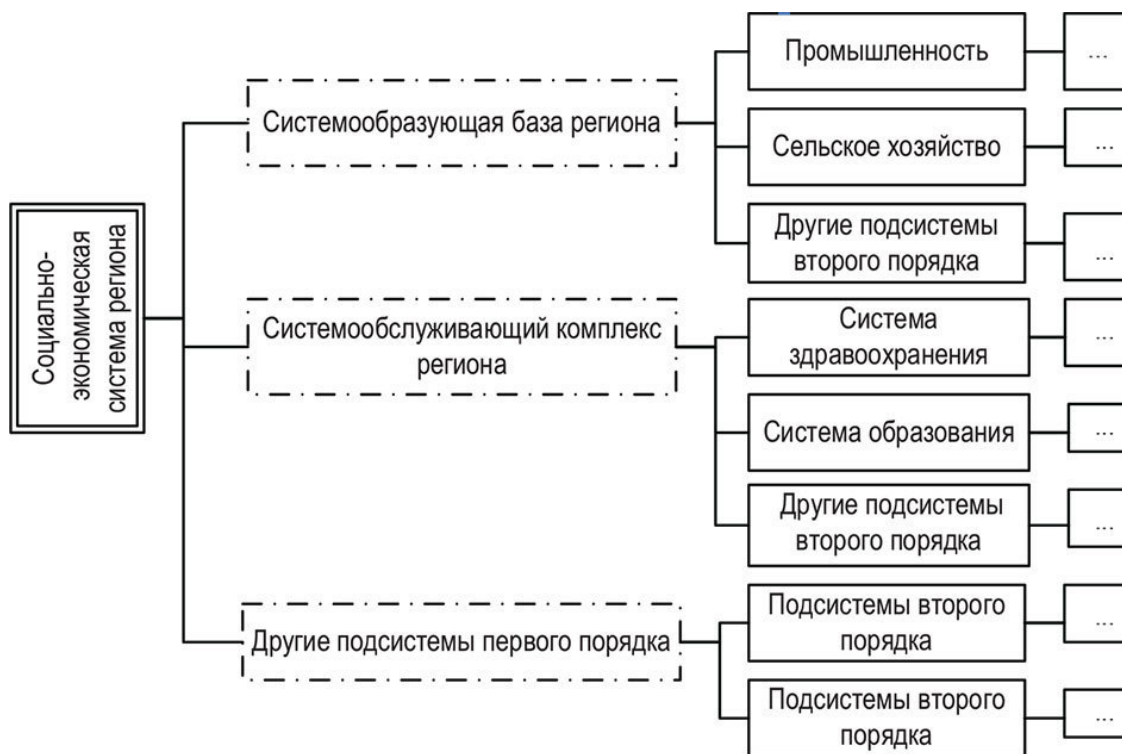 Социально-
экономическая
система региона
Системообразующая база региона
Промышленность
...
Сельское хозяйство
...
Другие подсистемы
второго порядка
...
Системообслуживающий комплекс
региона
Система
здравоохранения
...
Система образования
...
Другие подсистемы
второго порядка
...
Другие подсистемы первого порядка
Подсистемы второго
порядка
...
Подсистемы второго
порядка
...